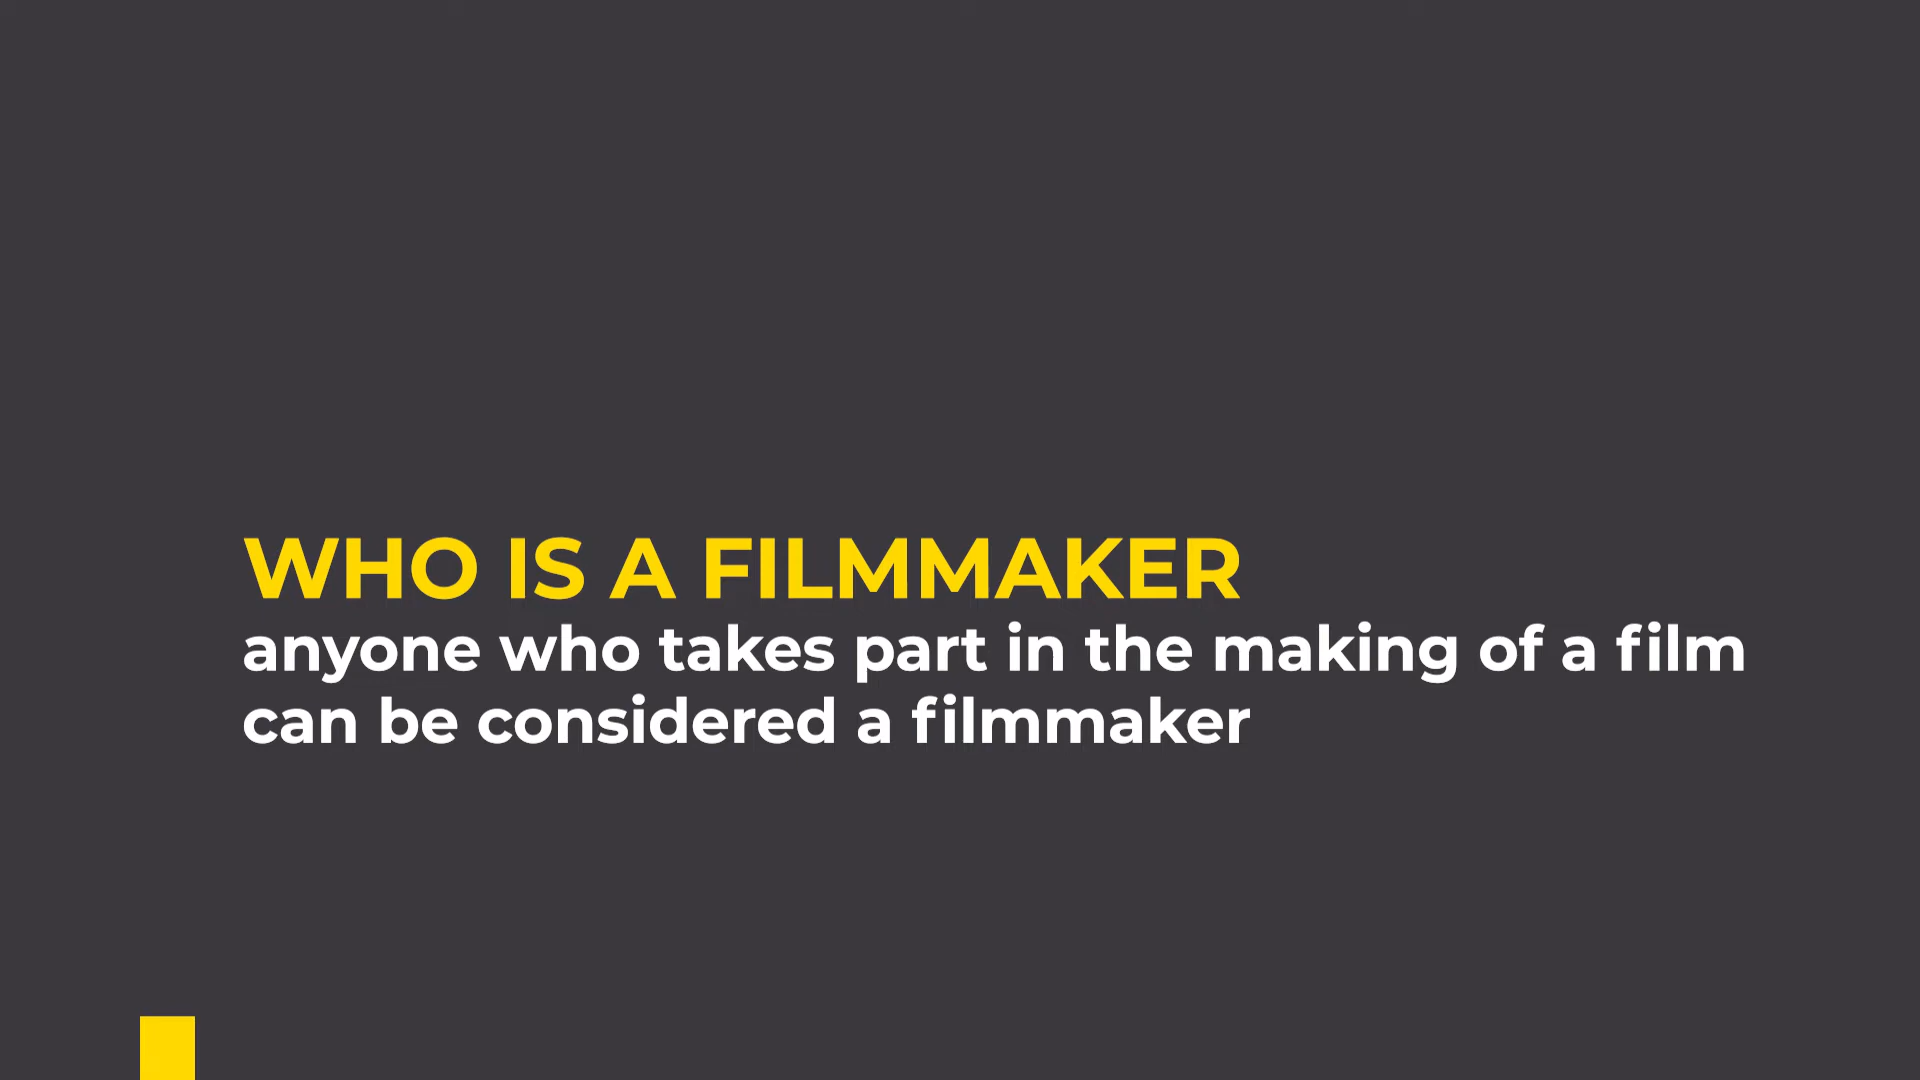 WHO IS A FILMMAKER
anyone who takes part in the making of a film
can be considered a filmmaker